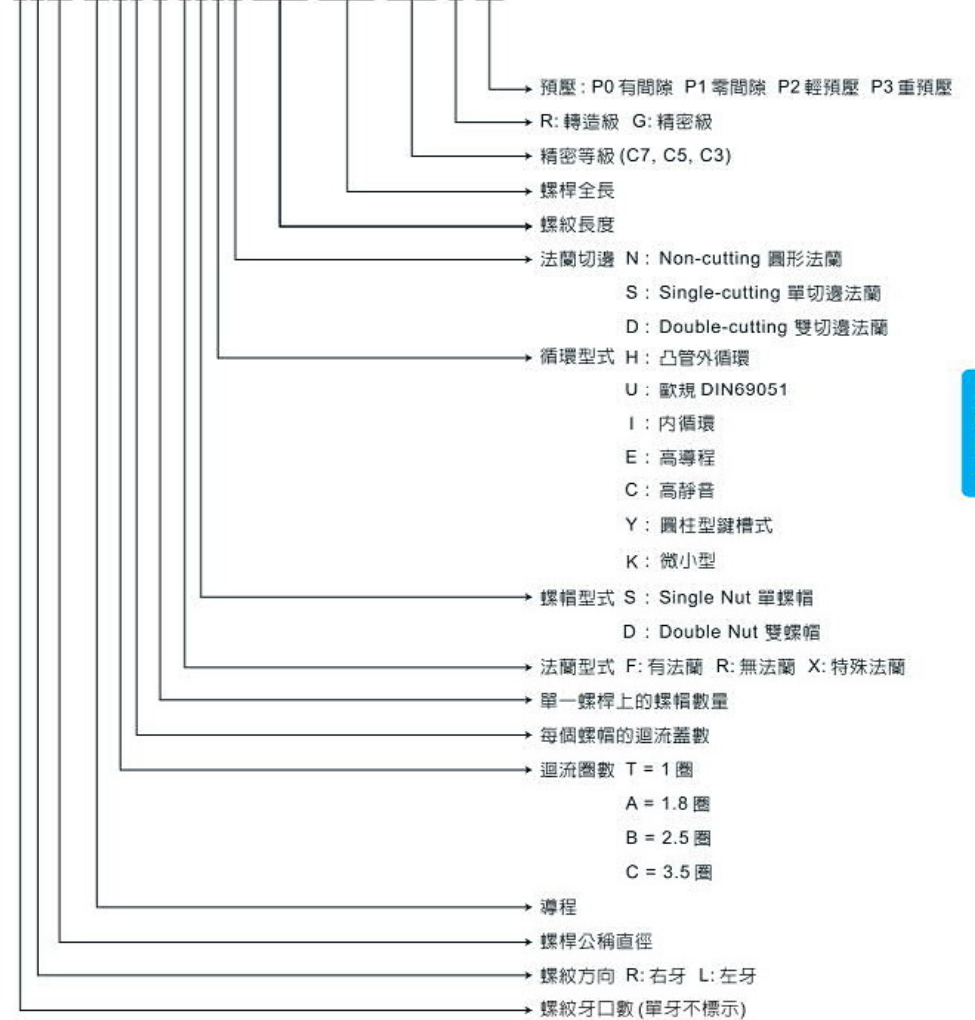 預壓: P0 有間隙 P1 零間隙 P2 輕預壓 P3 重預壓
R: 轉造級 G: 精密級
精密等級 (C7, C5, C3)
螺桿全長
螺紋長度
法蘭切邊 N : Non-cutting 圓形法蘭
S : Single-cutting 單切邊法蘭
D : Double-cutting 雙切邊法蘭
循環型式 H : 凸管外循環
U : 歐規 DIN69051
I : 內循環
E : 高導程
C : 高靜音
Y : 圓柱型鍵槽式
K : 微小型
螺帽型式 S : Single Nut 單螺帽
D : Double Nut 雙螺帽
法蘭型式 F: 有法蘭 R: 無法蘭 X: 特殊法蘭
單一螺桿上的螺帽數量
每個螺帽的迴流蓋數
迴流圈數 T = 1 圈
A = 1.8 圈
B = 2.5 圈
C = 3.5 圈
導程
螺桿公稱直徑
螺紋方向 R: 右牙 L: 左牙
螺紋牙口數 (單牙不標示)